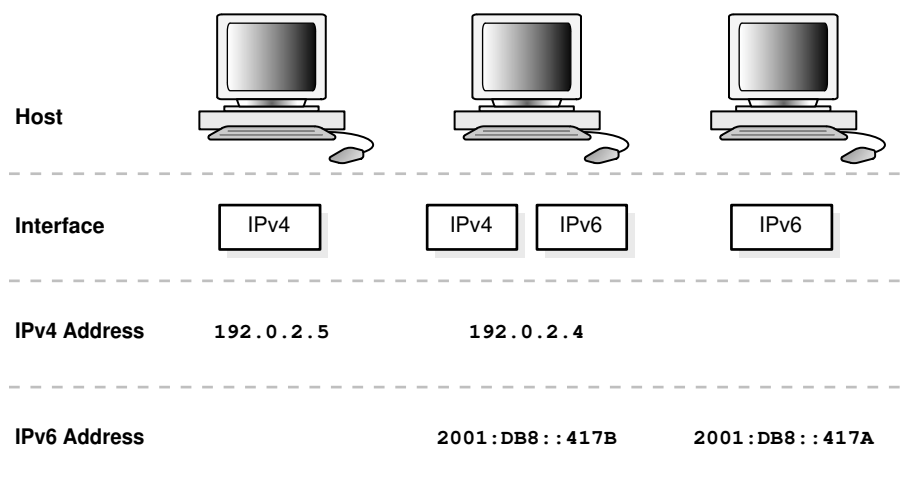 Host
Interface IPv4 IPv4 IPv6 IPv6
IPv4 Address 192.0.2.5 192.0.2.4
IPv6 Address 2001:DB8::417B 2001:DB8::417A